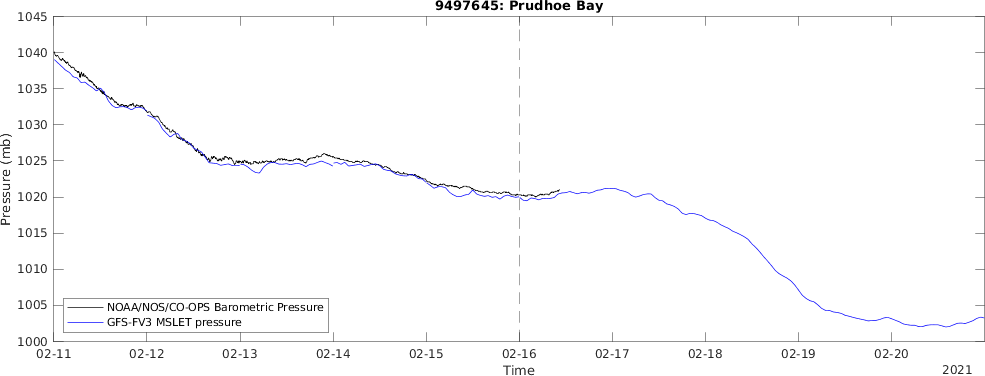 9497645: Prudhoe Bay
Pressure (mb)
1045
1040
1035
1030
1025
1020
1015
1010
1005
1000
NOAA/NOS/CO-OPS Barometric Pressure
GFS-FV3 MSLET pressure
02-11 02-12 02-13 02-14 02-15 02-16 02-17 02-18 02-19 02-20
Time
2021